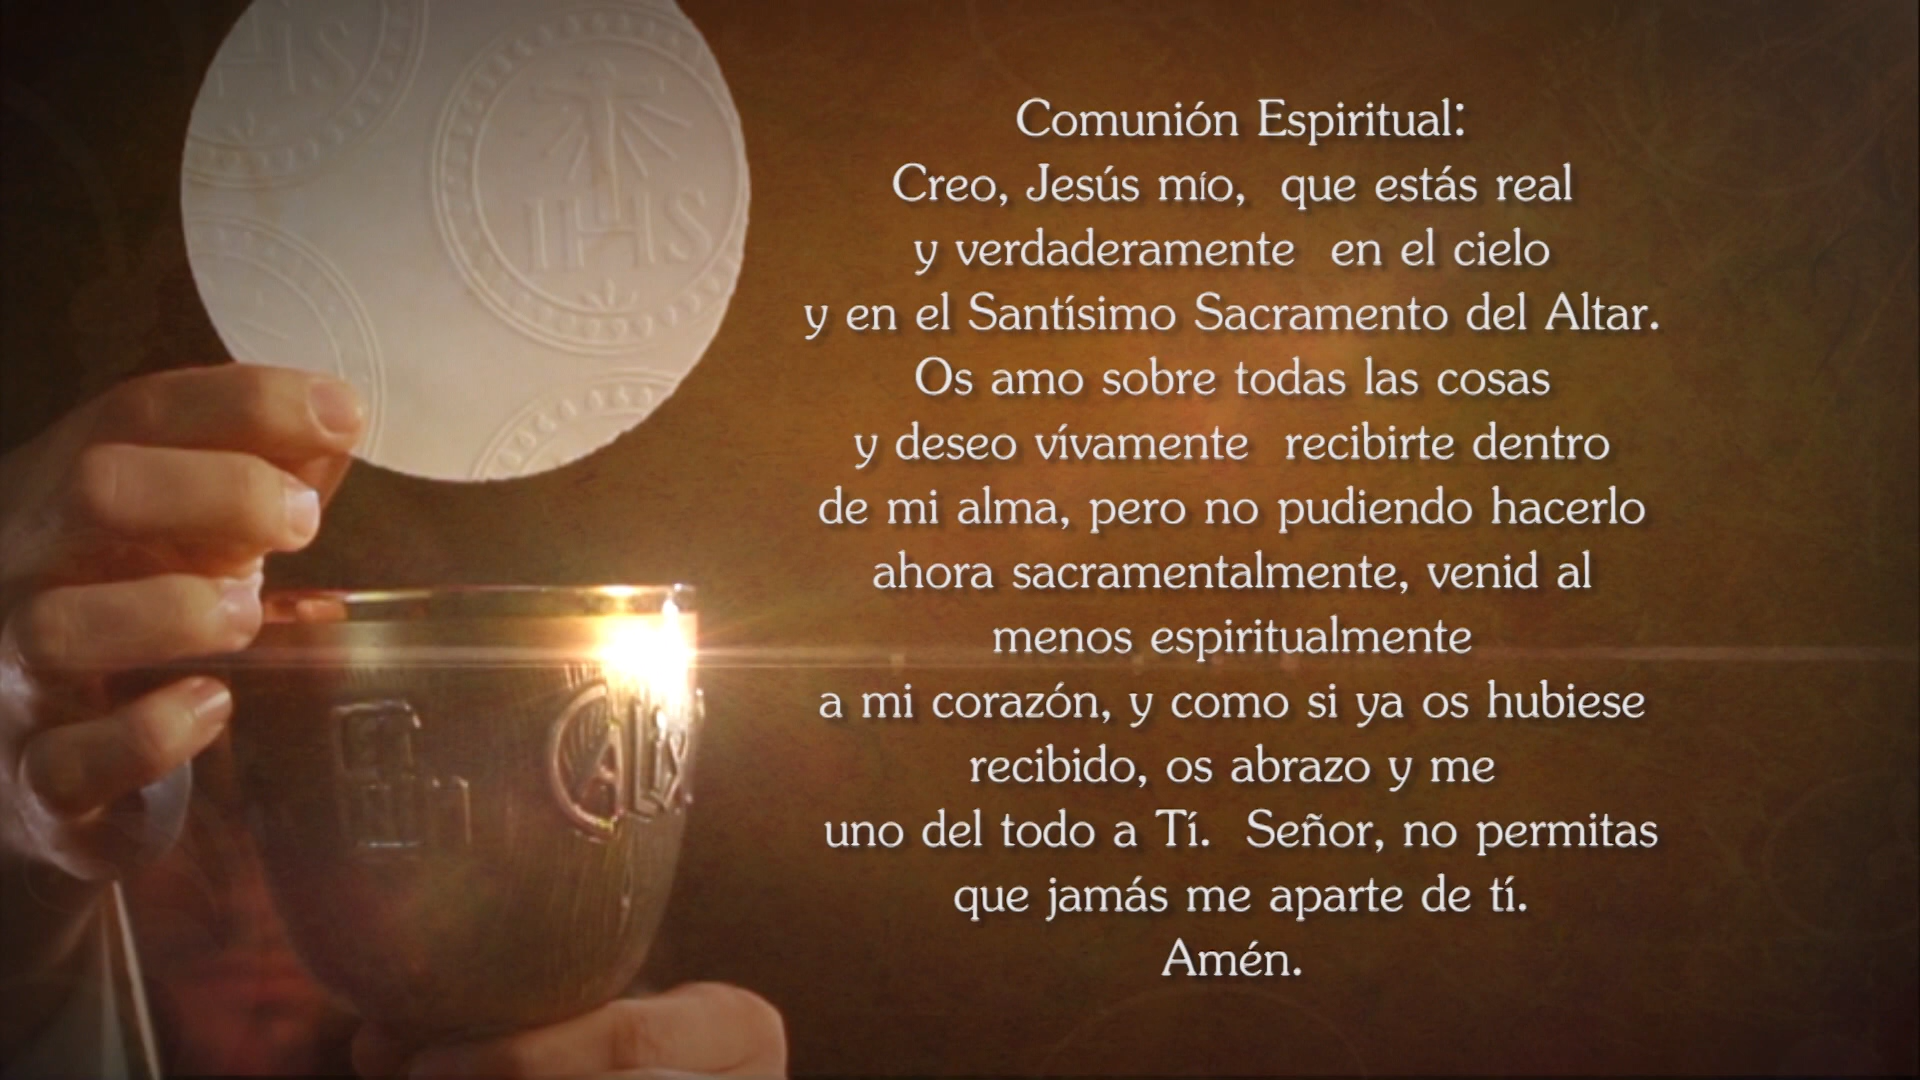 IHS
Comunión Espiritual:
Creo, Jesús mío, que estás real
y verdaderamente en el cielo
y en el Santísimo Sacramento del Altar.
Os amo sobre todas las cosas
y deseo vívamente recibirte dentro
de mi alma, pero no pudiendo hacerlo
ahora sacramentalmente, venid al
menos espiritualmente
a mi corazón, y como si ya os hubiese
recibido, os abrazo y me
uno del todo a Tí. Señor, no permitas
que jamás me aparte de tí.
Amén.